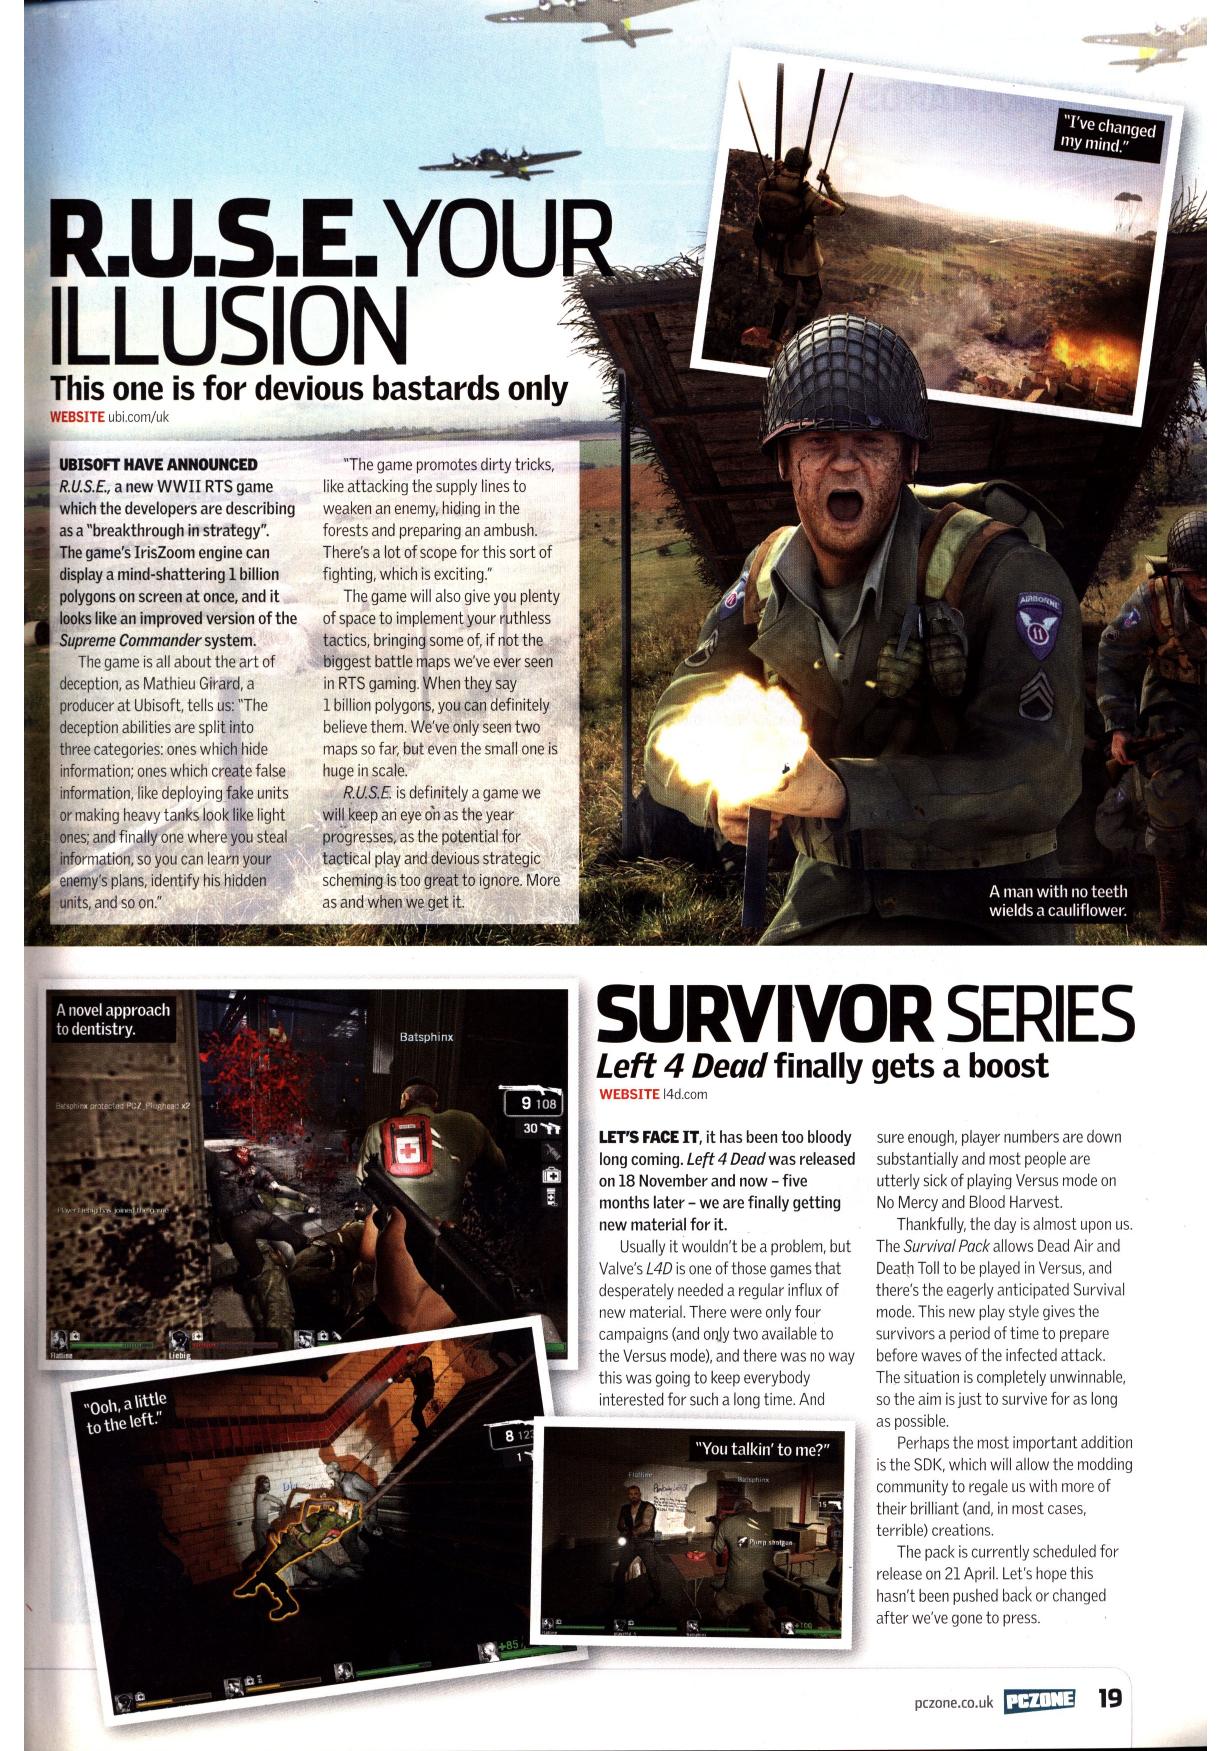 "I've changed
my mind."
R.U.S.E. YOUR
ILLUSION
This one is for devious bastards only
WEBSITE ubi.com/uk
UBISOFT HAVE ANNOUNCED
R.U.S.E., a new WWII RTS game
which the developers are describing
as a "breakthrough in strategy".
The game's IrisZoom engine can
display a mind-shattering 1 billion
polygons on screen at once, and it
looks like an improved version of the
Supreme Commander system.
The game is all about the art of
deception, as Mathieu Girard, a
producer at Ubisoft, tells us: "The
deception abilities are split into
three categories: ones which hide
information; ones which create false
information, like deploying fake units
or making heavy tanks look like light
ones; and finally one where you steal
information, so you can learn your
enemy's plans, identify his hidden
units, and so on."
"The game promotes dirty tricks,
like attacking the supply lines to
weaken an enemy, hiding in the
forests and preparing an ambush.
There's a lot of scope for this sort of
fighting, which is exciting."
The game will also give you plenty
of space to implement your ruthless
tactics, bringing some of, if not the
biggest battle maps we've ever seen
in RTS gaming. When they say
1 billion polygons, you can definitely
believe them. We've only seen two
maps so far, but even the small one is
huge in scale.
R.U.S.E. is definitely a game we
will keep an eye on as the year
progresses, as the potential for
tactical play and devious strategic
scheming is too great to ignore. More
as and when we get it.
AIRBORNE
11
A man with no teeth
wields a cauliflower.
A novel approach
to dentistry.
Batsphinx
Batsphinx protected PCZ_Plughead x2
+1
9 108
30
Player Liebig has joined the game
Flatline
Liebig
"Ooh, a little
to the left."
8 123
1
+85
"You talkin' to me?"
Flatline
Batsphinx
15
Pump shotgun
+100
SURVIVOR SERIES
Left 4 Dead finally gets a boost
WEBSITE l4d.com
LET'S FACE IT, it has been too bloody
long coming. Left 4 Dead was released
on 18 November and now – five
months later – we are finally getting
new material for it.
Usually it wouldn't be a problem, but
Valve's L4D is one of those games that
desperately needed a regular influx of
new material. There were only four
campaigns (and only two available to
the Versus mode), and there was no way
this was going to keep everybody
interested for such a long time. And
sure enough, player numbers are down
substantially and most people are
utterly sick of playing Versus mode on
No Mercy and Blood Harvest.
Thankfully, the day is almost upon us.
The Survival Pack allows Dead Air and
Death Toll to be played in Versus, and
there's the eagerly anticipated Survival
mode. This new play style gives the
survivors a period of time to prepare
before waves of the infected attack.
The situation is completely unwinnable,
so the aim is just to survive for as long
as possible.
Perhaps the most important addition
is the SDK, which will allow the modding
community to regale us with more of
their brilliant (and, in most cases,
terrible) creations.
The pack is currently scheduled for
release on 21 April. Let's hope this
hasn't been pushed back or changed
after we've gone to press.
pczone.co.uk PCZONE 19